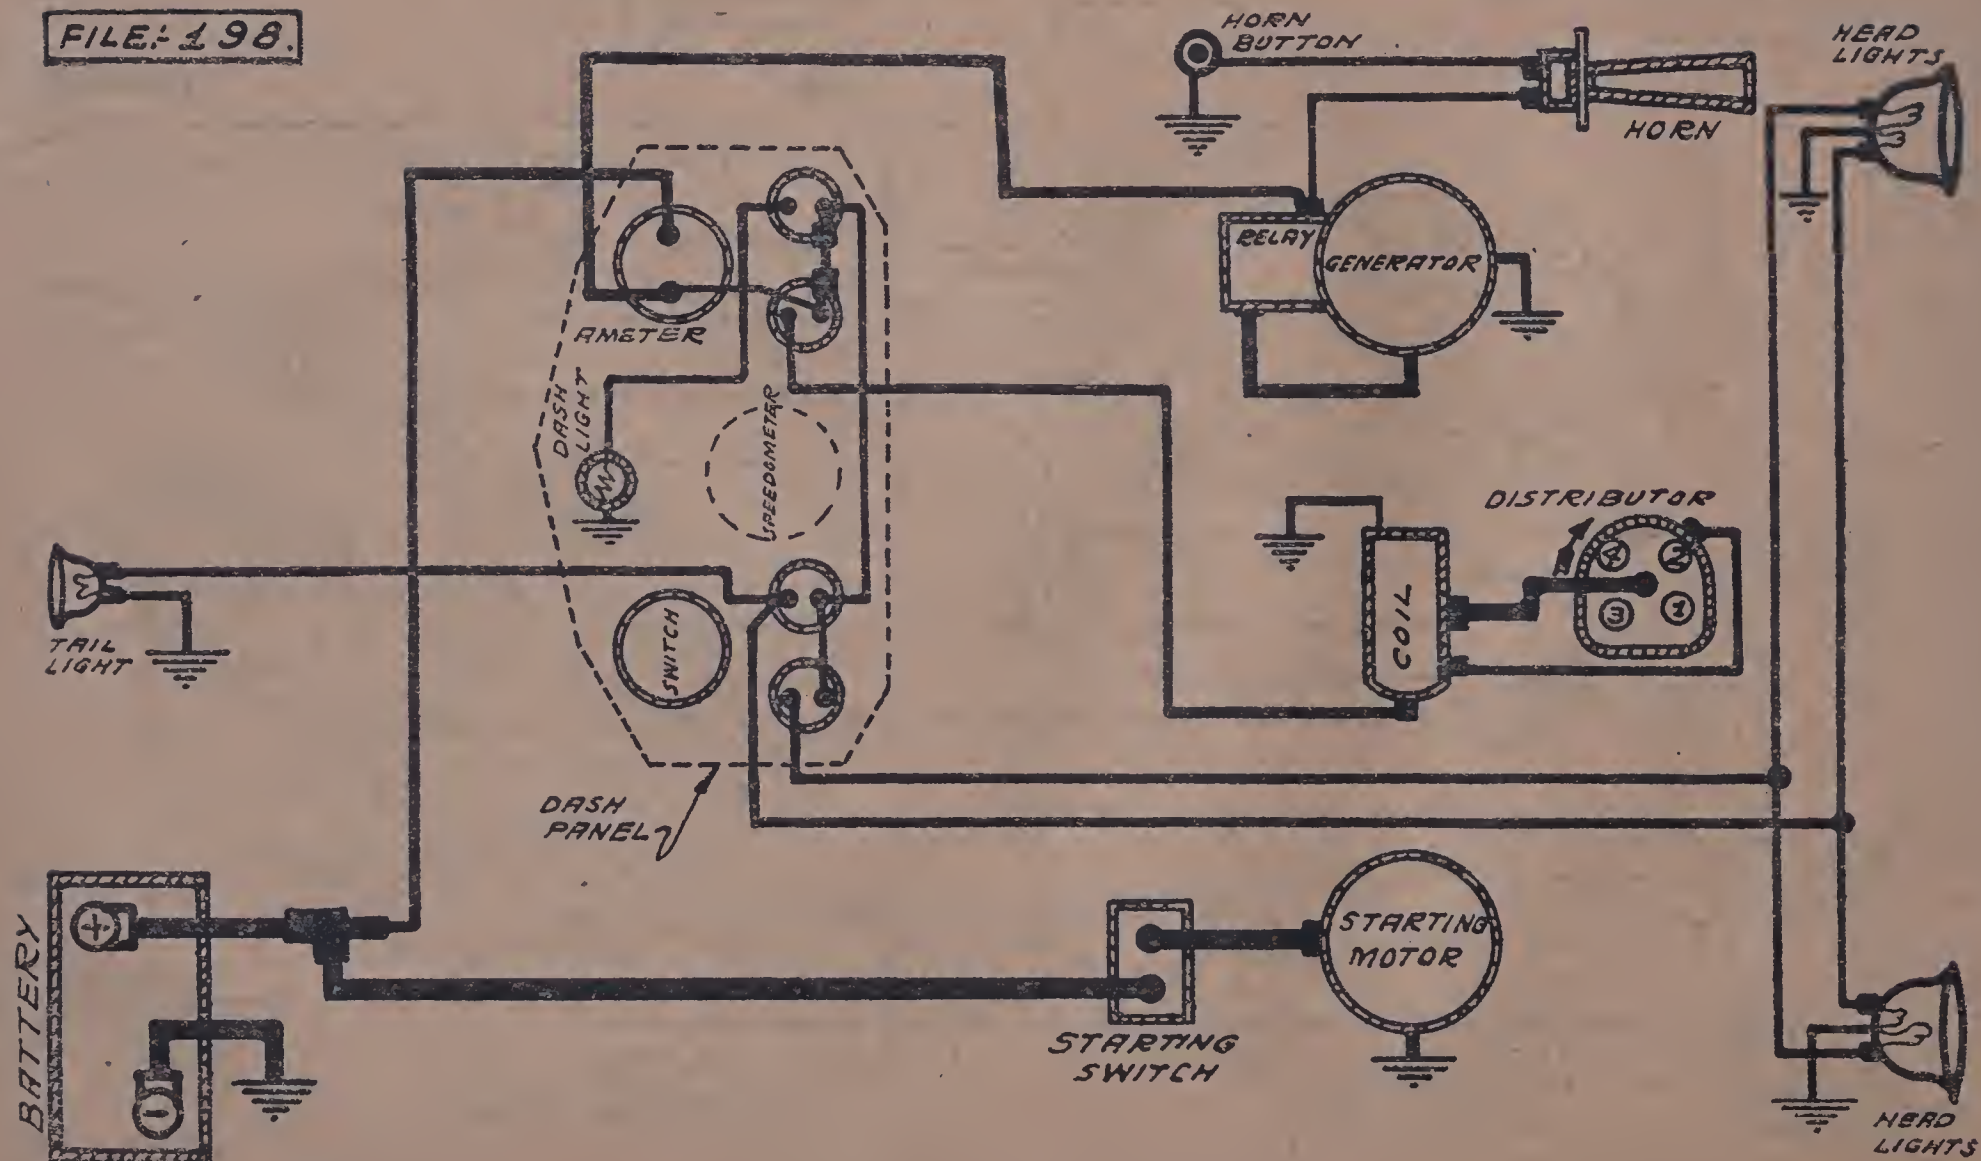 FILE:-198.
HORN
BUTTON
HEAD
LIGHTS
HORN
RELAY
GENERATOR
AMETER
DASH
LIGHT
SPEEDOMETER
DISTRIBUTOR
4
2
3
1
COIL
TAIL
LIGHT
SWITCH
DASH
PANEL
BATTERY
+
-
STARTING
MOTOR
STARTING
SWITCH
HEAD
LIGHTS